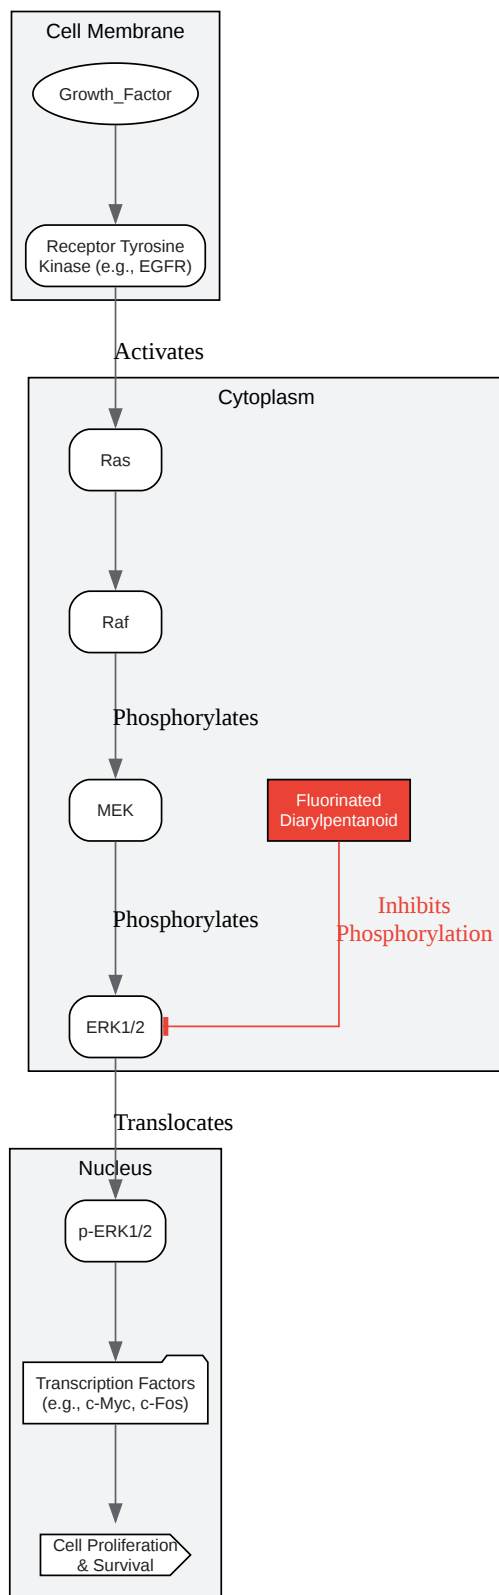 Cell Membrane
Growth_Factor
Receptor Tyrosine
Kinase (e.g., EGFR)
Activates
Cytoplasm
Ras
Raf
Phosphorylates
MEK
Fluorinated
Diarylpentanoid
Phosphorylates
Inhibits
Phosphorylation
ERK1/2
Translocates
Nucleus
p-ERK1/2
Transcription Factors
(e.g., c-Myc, c-Fos)
Cell Proliferation
& Survival